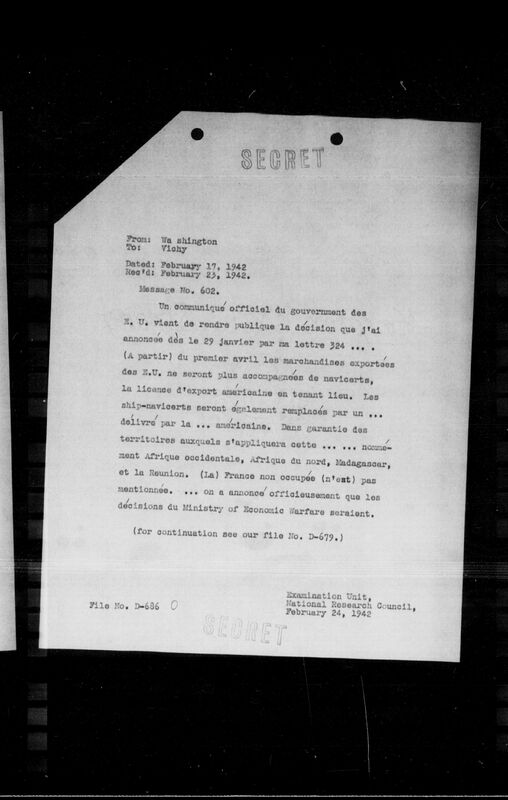 SECRET
From: Wa shington
To: Vichy
Dated: February 17, 1942
Rec'd: February 23, 1942.
Message No. 602.
Un communiqué officiel du gouvernment des
E. U. vient de rendre publique la décision que j'ai
annoncée dès le 29 janvier par ma lettre 324 ... .
(A partir) du premier avril les marchandises exportées
des E.U. ne seront plus accompagnées de navicerts,
la licence d'export américaine en tenant lieu. Les
ship-navicerts seront également remplacés par un ...
délivré par la ... américaine. Dans garantie des
territoires auxquels s'appliquera cette ... ... nommé-
ment Afrique occidentale, Afrique du nord, Madagascar,
et la Reunion. (La) France non occupée (n'est) pas
mentionnée. ... on a annoncé officieusement que les
décisions du Ministry of Economic Warfare seraient.
(for continuation see our file No. D-679.)
Examination Unit,
National Research Council,
February 24, 1942
File No. D-686 O
SECRET